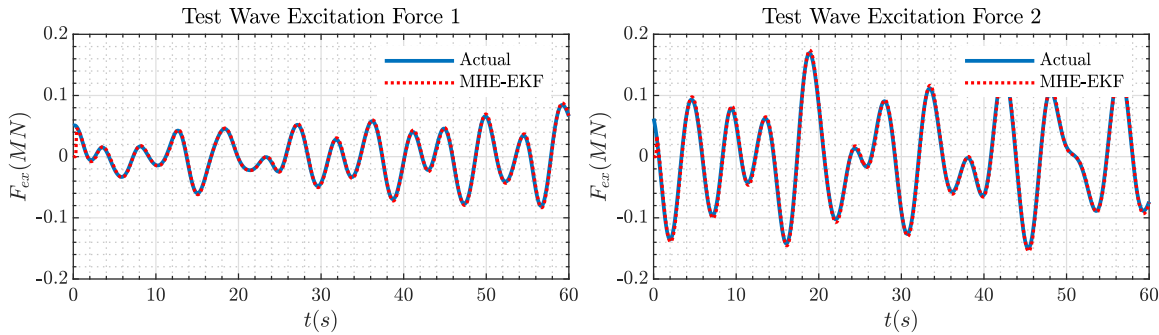 Test Wave Excitation Force 1
0.2
0.1
0
-0.1
-0.2
F_ex(MN)
Actual
MHE-EKF
0 10 20 30 40 50 60
t(s)
Test Wave Excitation Force 2
0.2
0.1
0
-0.1
-0.2
F_ex(MN)
Actual
MHE-EKF
0 10 20 30 40 50 60
t(s)